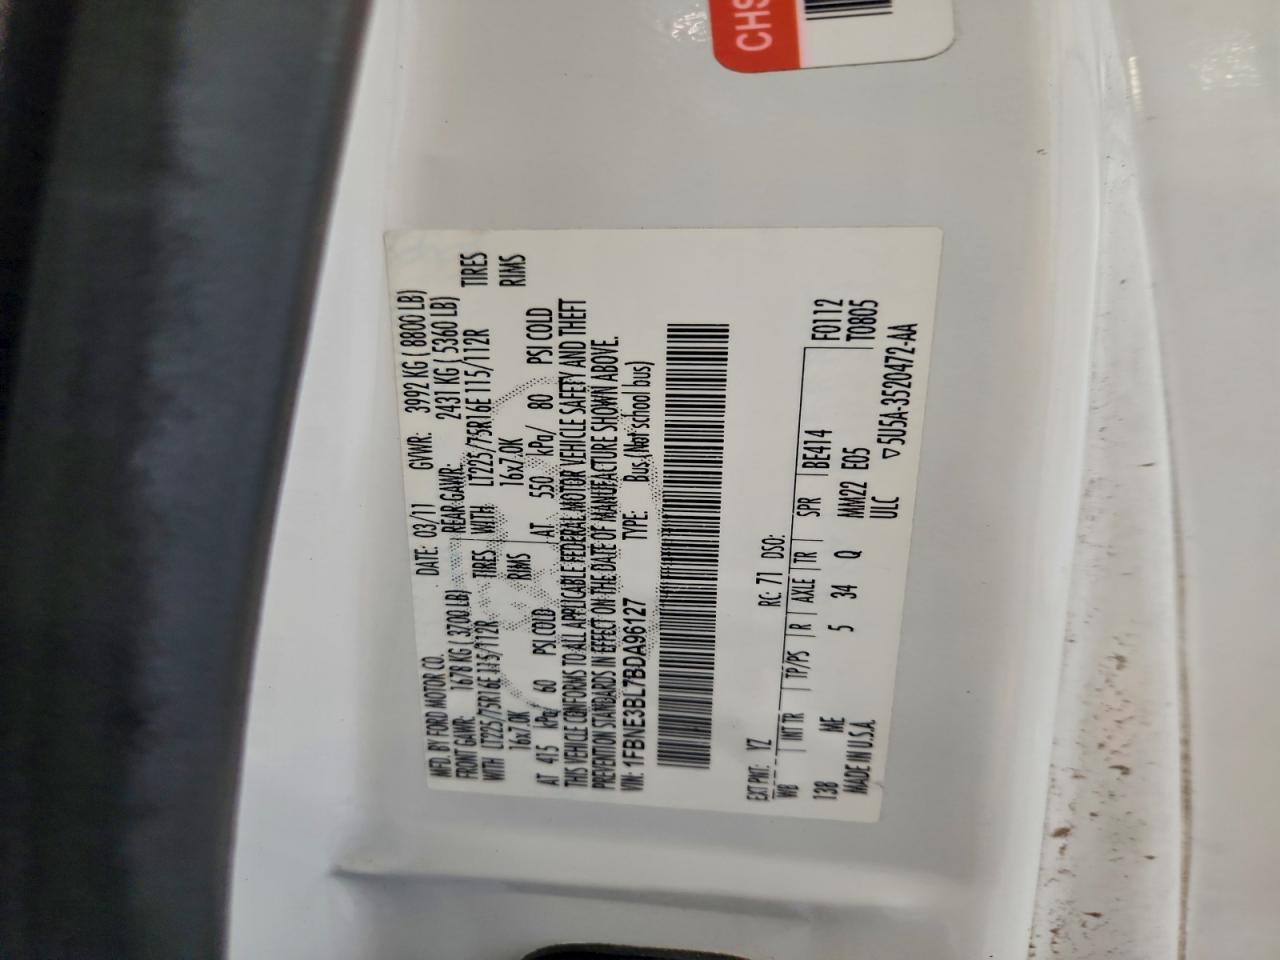 CHS
MFD. BY FORD MOTOR CO.
DATE: 03/11 GVWR: 3992 KG ( 8800 LB)
FRONT GAWR: 1678 KG ( 3700 LB) REAR GAWR: 2431 KG ( 5360 LB)
WITH LT225/75R16E 115/112R TIRES WITH LT225/75R16E 115/112R TIRES
16x7.0K RIMS 16x7.0K RIMS
AT 415 kPa/ 60 PSI COLD AT 550 kPa/ 80 PSI COLD
THIS VEHICLE CONFORMS TO ALL APPLICABLE FEDERAL MOTOR VEHICLE SAFETY AND THEFT
PREVENTION STANDARDS IN EFFECT ON THE DATE OF MANUFACTURE SHOWN ABOVE.
VIN: 1FBNE3BL7BDA96127 TYPE: Bus (Not school bus)
EXT PNT: YZ RC: 71 DSO:
WB INT TR TP/PS R AXLE TR SPR BE414 F0112
138 ME 5 34 Q MM22 E05 T0805
MADE IN U.S.A. ULC ▽5U5A-3520472-AA